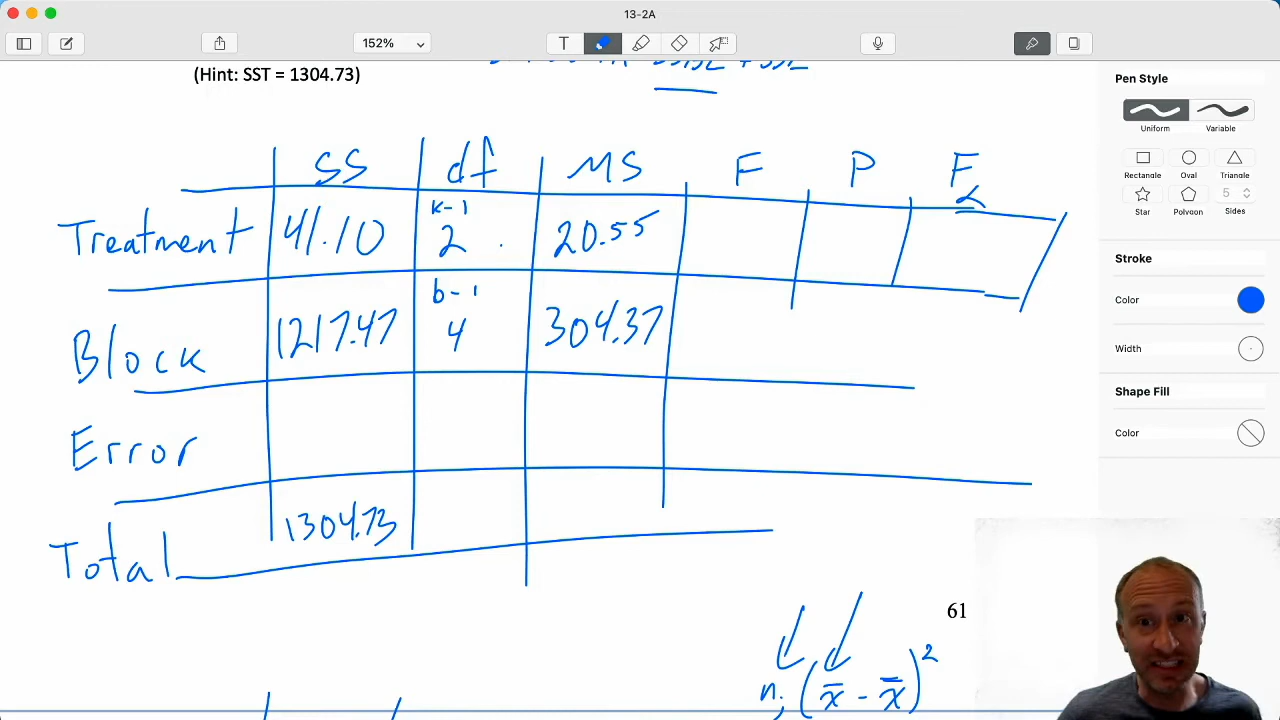 13-2A
152%
T
(Hint: SST = 1304.73)
Pen Style
Uniform Variable
Rectangle Oval Triangle
5
Star Polygon Sides
Stroke
Color
Width
Shape Fill
Color
SS df MS F P Fα
Treatment 41.10 k-1 2 20.55
Block 1217.47 b-1 4 304.37
Error
Total 1304.73
61
nj (x̄ - x̿)²